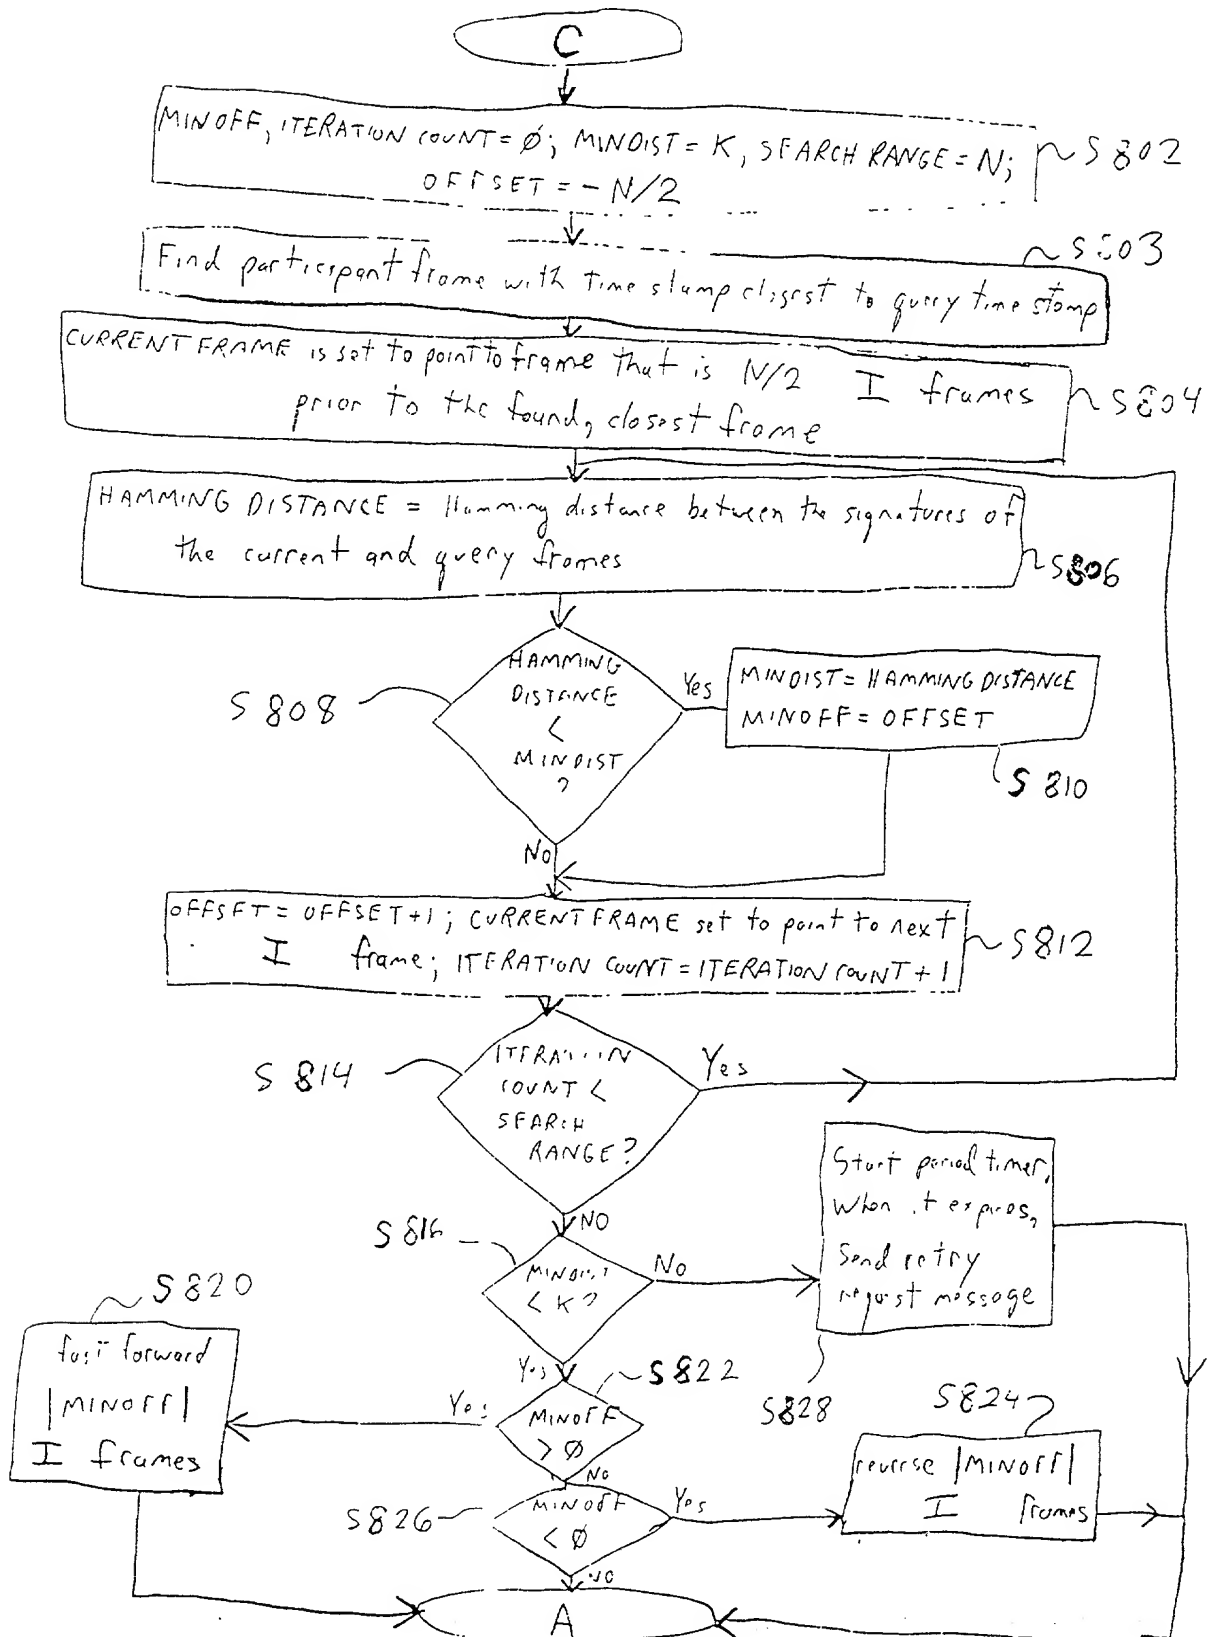 C
MINOFF, ITERATION COUNT=Ø; MINDIST=K, SEARCH RANGE=N;
OFFSET=-N/2
S802
S803
Find participant frame with time stamp closest to query time stamp
CURRENT FRAME is set to point to frame that is N/2 I frames
prior to the found, closest frame
S804
HAMMING DISTANCE = Hamming distance between the signatures of
the current and query frames
S806
HAMMING
DISTANCE
<
MINDIST
?
S808
Yes
MINDIST=HAMMING DISTANCE
MINOFF=OFFSET
S810
No
OFFSET=OFFSET+1; CURRENT FRAME set to point to next
I frame; ITERATION COUNT=ITERATION COUNT+1
S812
ITERATION
COUNT <
SEARCH
RANGE?
S814
Yes
NO
S816
MINDIST
<K?
No
Start period timer,
When it expires,
Send retry
request message
S828
Yes
S820
fast forward
|MINOFF|
I frames
Yes
MINOFF
>Ø
S822
No
S826
MINOFF
<Ø
Yes
S824
reverse |MINOFF|
I frames
NO
A